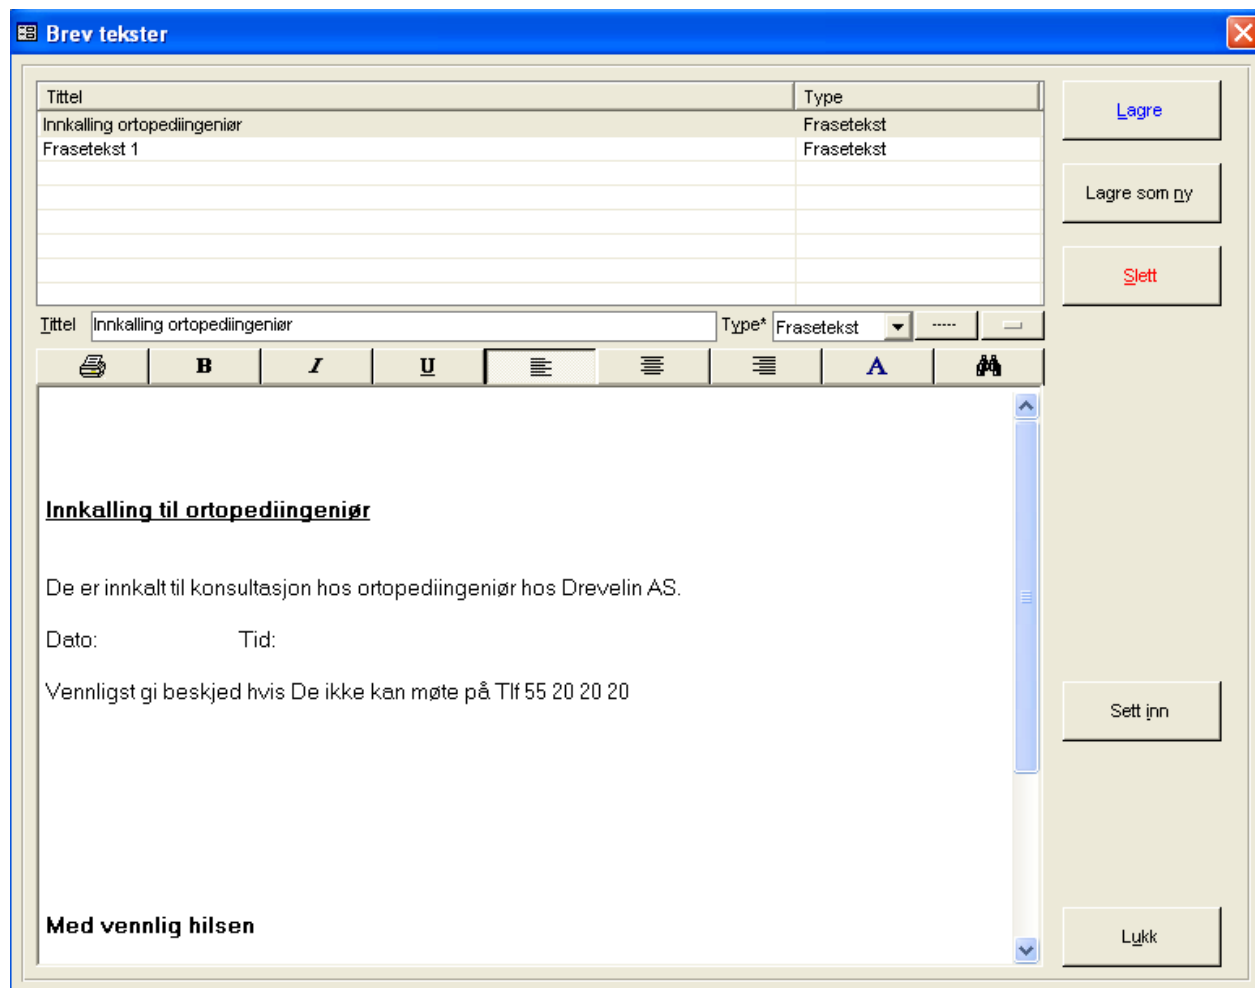 Brev tekster
Tittel Type
Innkalling ortopediingeniør Frasetekst
Frasetekst 1 Frasetekst
Lagre
Lagre som ny
Slett
Tittel Innkalling ortopediingeniør Type* Frasetekst -----
B I U A
Innkalling til ortopediingeniør
De er innkalt til konsultasjon hos ortopediingeniør hos Drevelin AS.
Dato: Tid:
Vennligst gi beskjed hvis De ikke kan møte på Tlf 55 20 20 20
Sett inn
Med vennlig hilsen
Lukk